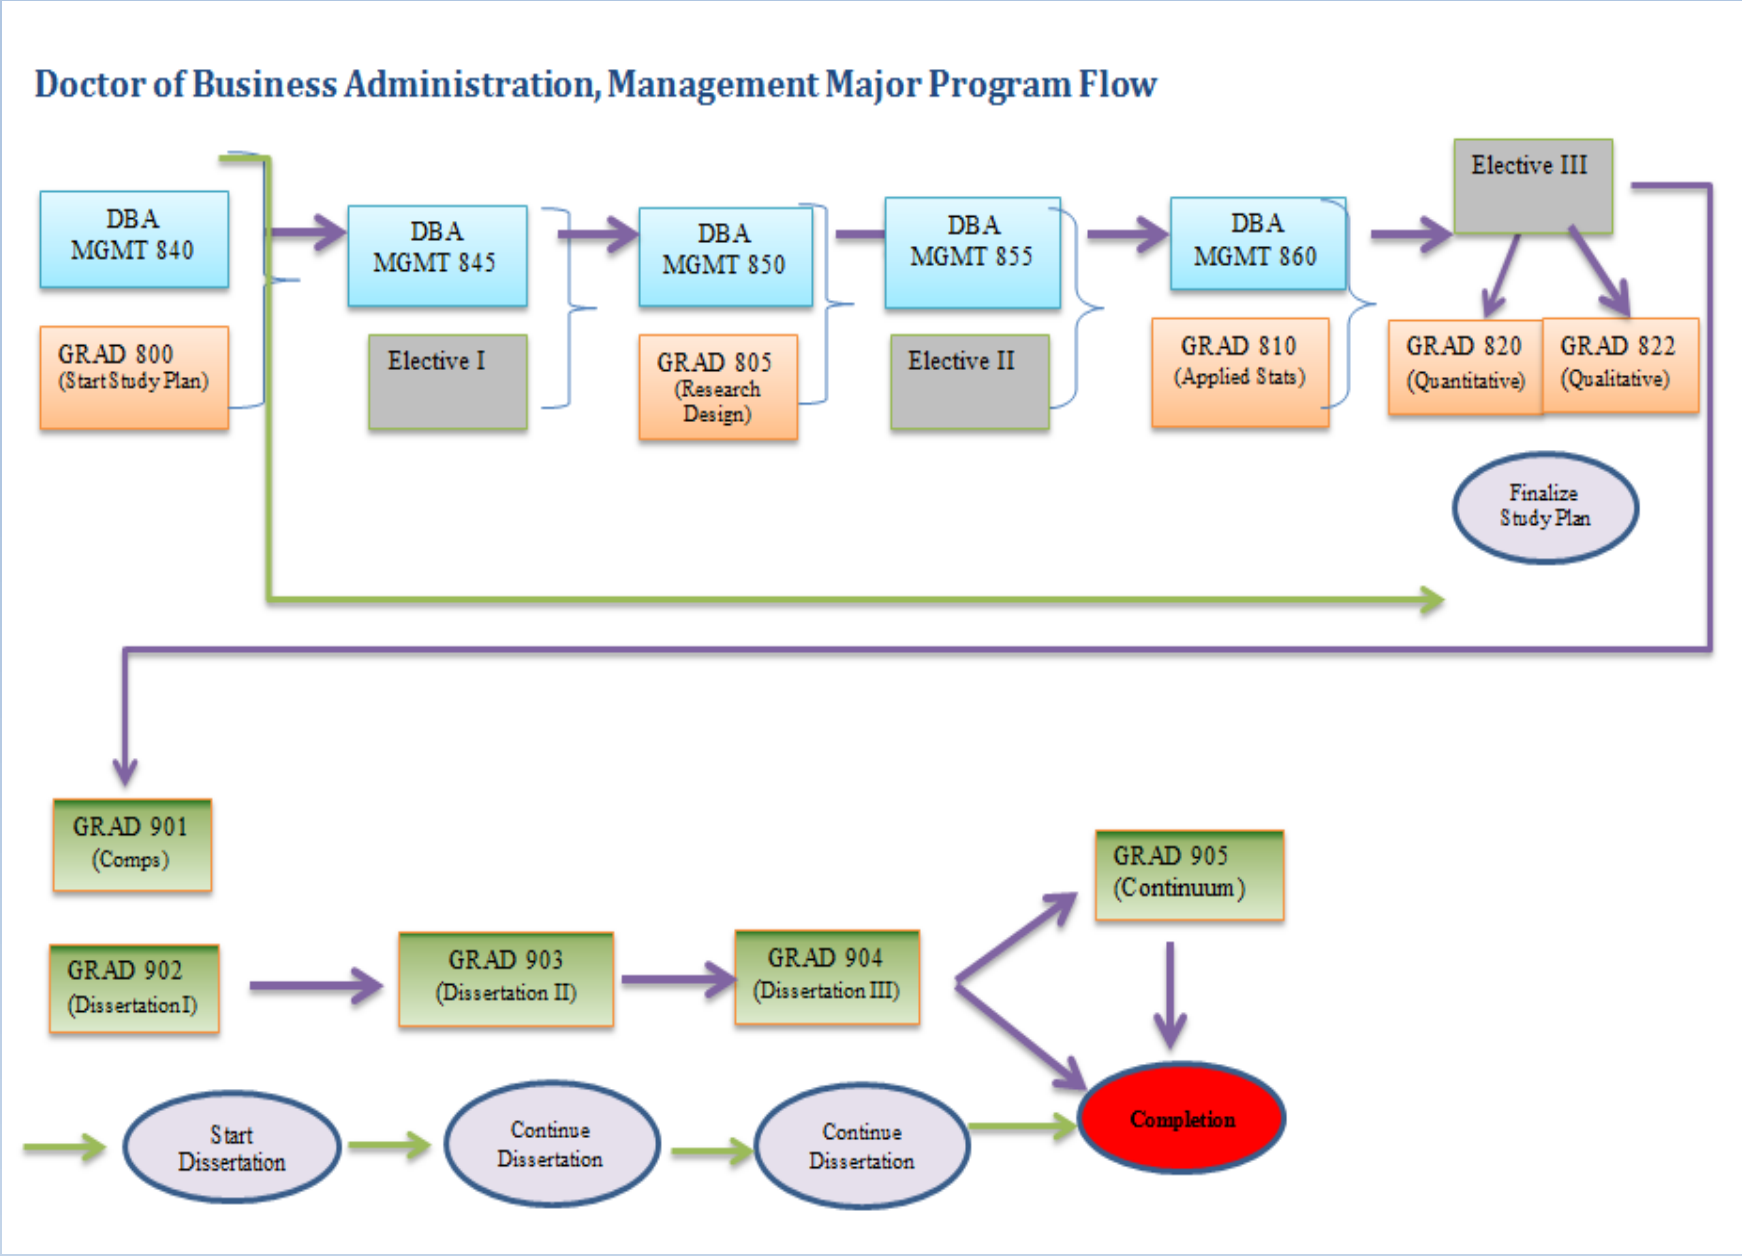 Doctor of Business Administration, Management Major Program Flow
DBA
MGMT 840
GRAD 800
(Start Study Plan)
DBA
MGMT 845
Elective I
DBA
MGMT 850
GRAD 805
(Research
Design)
DBA
MGMT 855
Elective II
DBA
MGMT 860
GRAD 810
(Applied Stats)
Elective III
GRAD 820
(Quantitative)
GRAD 822
(Qualitative)
Finalize
Study Plan
GRAD 901
(Comps)
GRAD 902
(Dissertation I)
GRAD 903
(Dissertation II)
GRAD 904
(Dissertation III)
GRAD 905
(Continuum)
Start
Dissertation
Continue
Dissertation
Continue
Dissertation
Completion